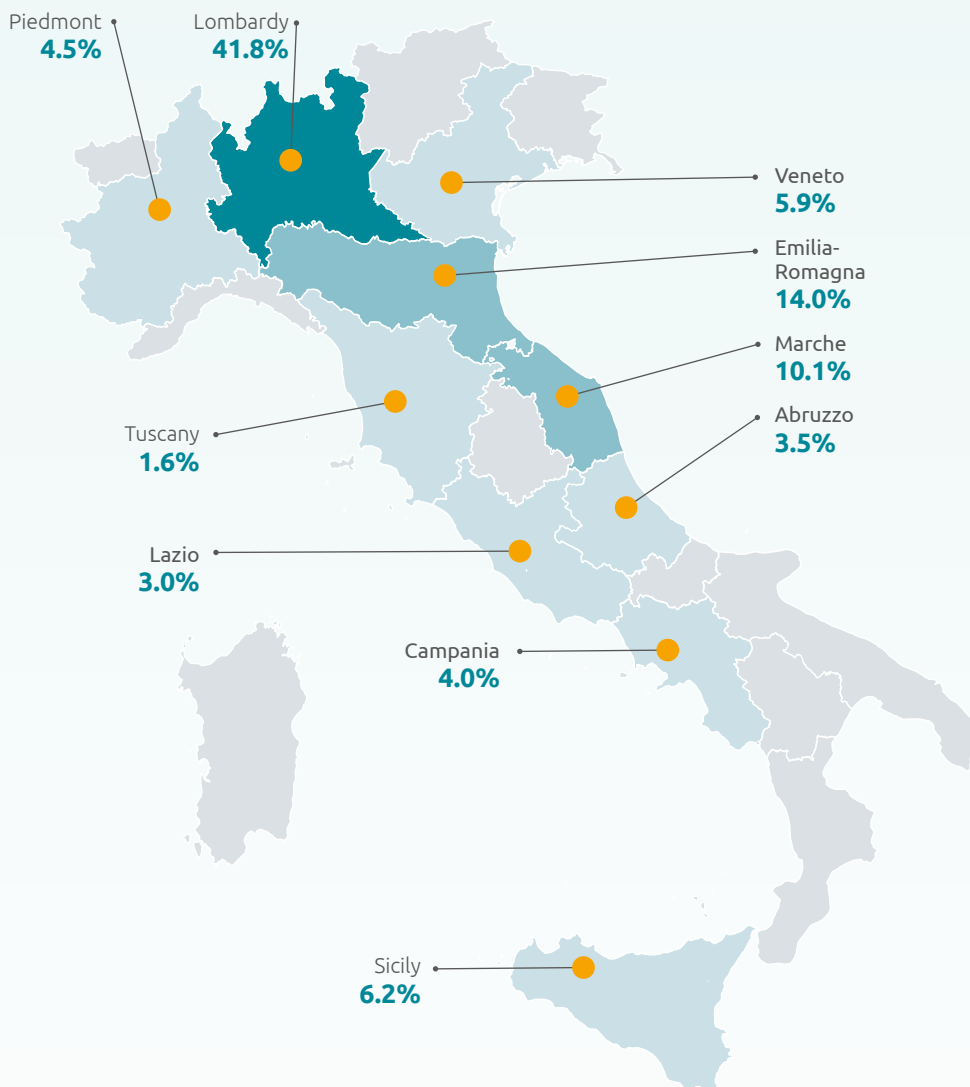 Piedmont
4.5%
Lombardy
41.8%
Veneto
5.9%
Emilia-
Romagna
14.0%
Marche
10.1%
Abruzzo
3.5%
Tuscany
1.6%
Lazio
3.0%
Campania
4.0%
Sicily
6.2%